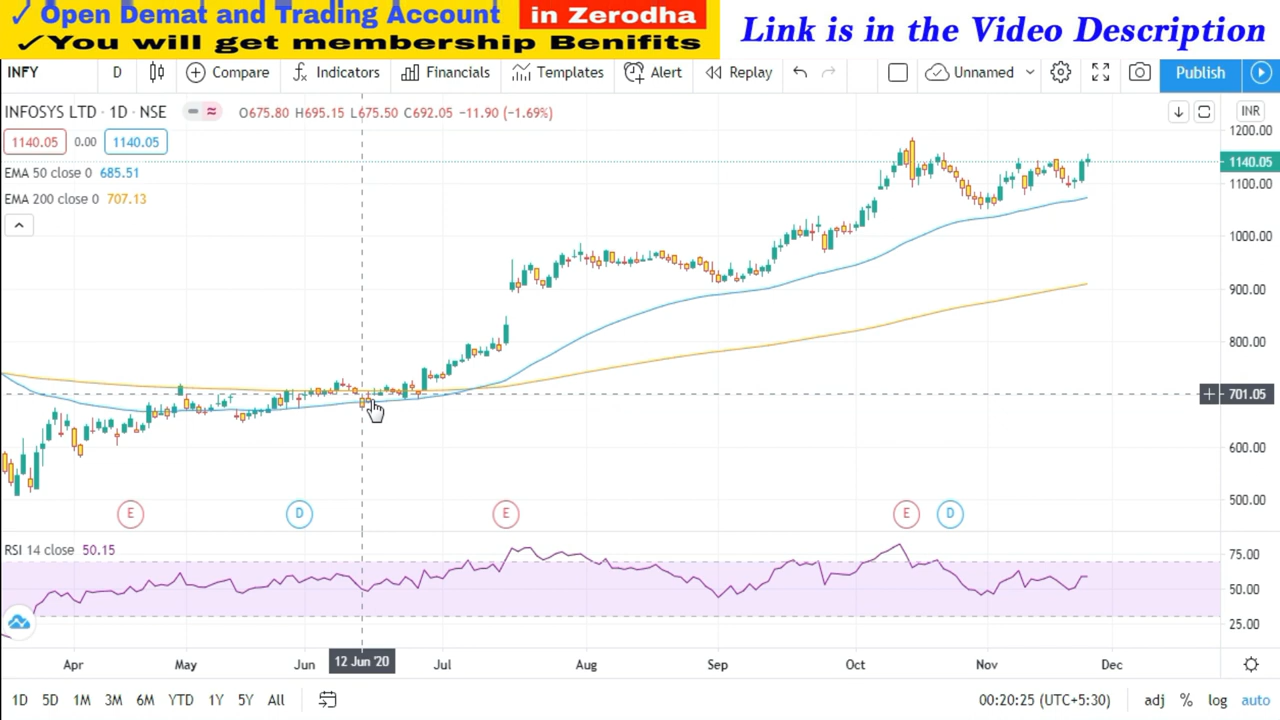 ✓ Open Demat and Trading Account in Zerodha
✓You will get membership Benifits
Link is in the Video Description
INFY D Compare Indicators Financials Templates Alert Replay Unnamed Publish
INFOSYS LTD · 1D · NSE O675.80 H695.15 L675.50 C692.05 −11.90 (−1.69%) INR
1140.05 0.00 1140.05
EMA 50 close 0 685.51
EMA 200 close 0 707.13
1200.00
1140.05
1100.00
1000.00
900.00
800.00
701.05
600.00
500.00
E D E E D
RSI 14 close 50.15
75.00
50.00
25.00
Apr May Jun 12 Jun '20 Jul Aug Sep Oct Nov Dec
1D 5D 1M 3M 6M YTD 1Y 5Y All 00:20:25 (UTC+5:30) adj % log auto